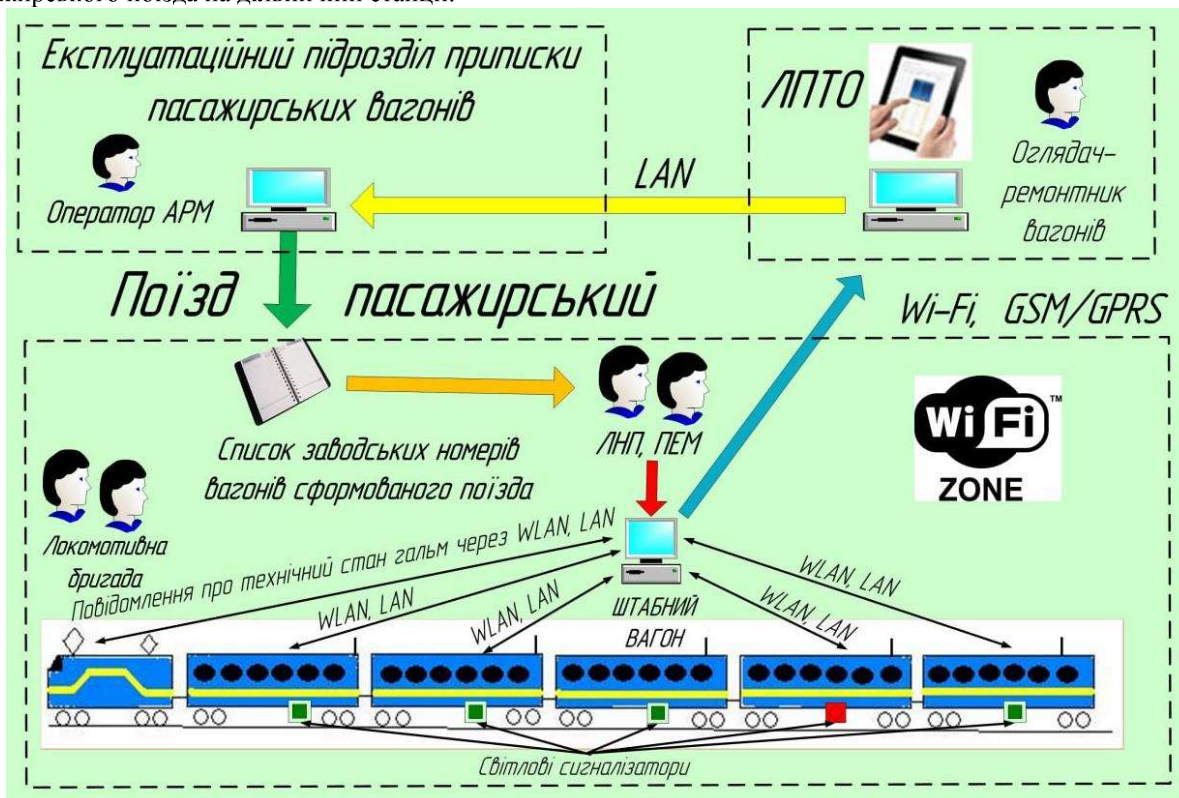 Експлуатаційний підрозділ приписки
пасажирських вагонів
Оператор АРМ
LAN
ЛПТО
Оглядач-
ремонтник
вагонів
Поїзд пасажирський
Wi-Fi, GSM/GPRS
Список заводських номерів
вагонів сформованого поїзда
ЛНП, ПЕМ
Wi Fi TM
ZONE
Локомотивна
бригада
Повідомлення про технічний стан гальм через WLAN, LAN
WLAN, LAN
WLAN, LAN
WLAN, LAN
WLAN, LAN
ШТАБНИЙ
ВАГОН
Світлові сигналізатори